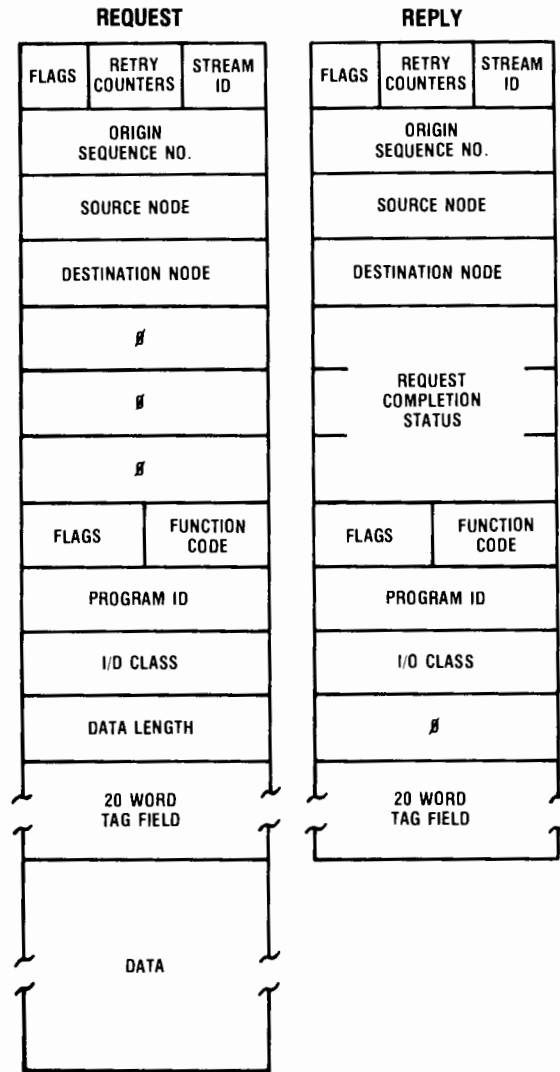 REQUEST
FLAGS
RETRY
COUNTERS
STREAM
ID
ORIGIN
SEQUENCE NO.
SOURCE NODE
DESTINATION NODE
Ø
Ø
Ø
FLAGS
FUNCTION
CODE
PROGRAM ID
I/D CLASS
DATA LENGTH
20 WORD
TAG FIELD
DATA
REPLY
FLAGS
RETRY
COUNTERS
STREAM
ID
ORIGIN
SEQUENCE NO.
SOURCE NODE
DESTINATION NODE
REQUEST
COMPLETION
STATUS
FLAGS
FUNCTION
CODE
PROGRAM ID
I/O CLASS
Ø
20 WORD
TAG FIELD